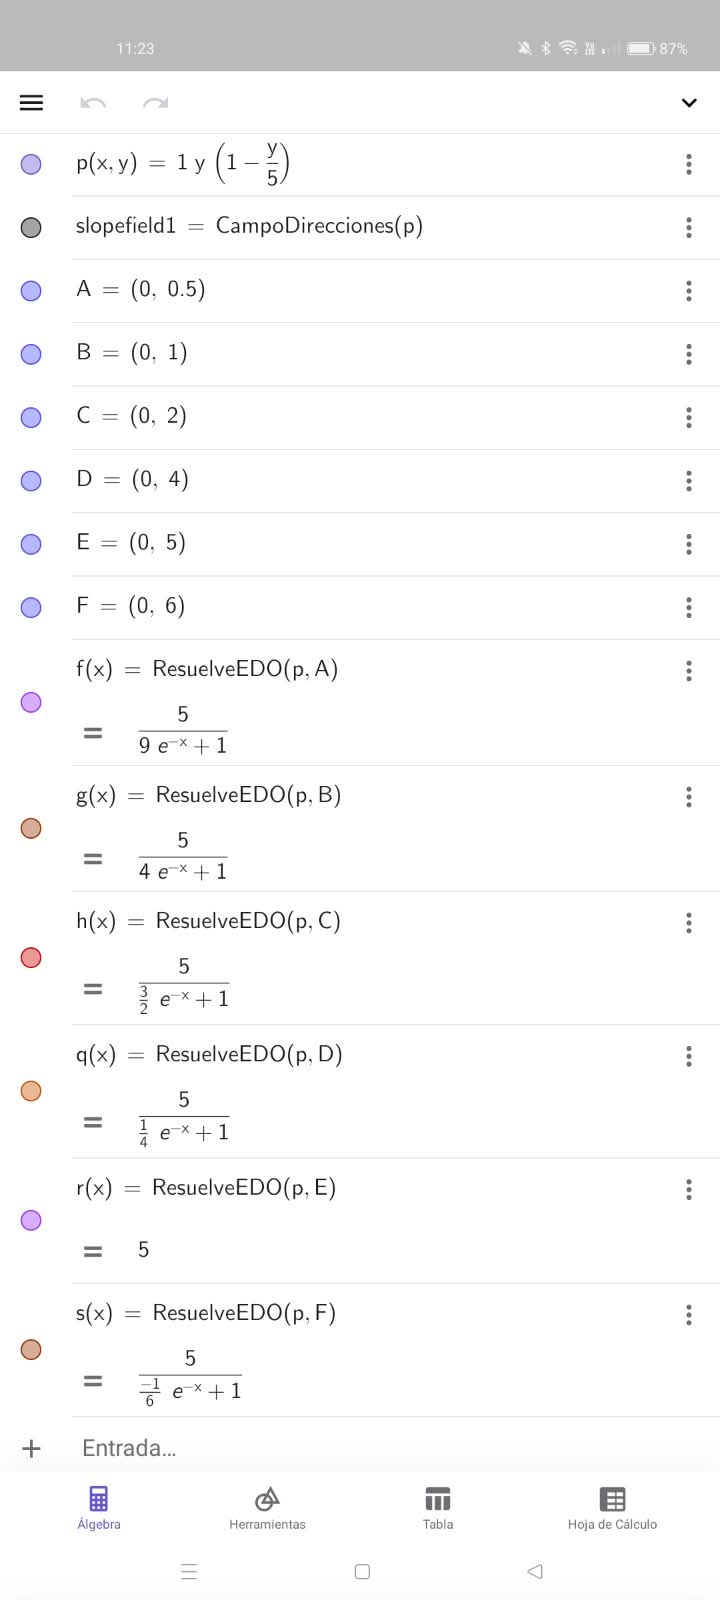 11:23 87%
p(x, y) = 1 y (1 − y/5)
slopefield1 = CampoDirecciones(p)
A = (0, 0.5)
B = (0, 1)
C = (0, 2)
D = (0, 4)
E = (0, 5)
F = (0, 6)
f(x) = ResuelveEDO(p, A)
= 5/(9 e^(−x) + 1)
g(x) = ResuelveEDO(p, B)
= 5/(4 e^(−x) + 1)
h(x) = ResuelveEDO(p, C)
= 5/(3/2 e^(−x) + 1)
q(x) = ResuelveEDO(p, D)
= 5/(1/4 e^(−x) + 1)
r(x) = ResuelveEDO(p, E)
= 5
s(x) = ResuelveEDO(p, F)
= 5/(−1/6 e^(−x) + 1)
+ Entrada...
Álgebra Herramientas Tabla Hoja de Cálculo